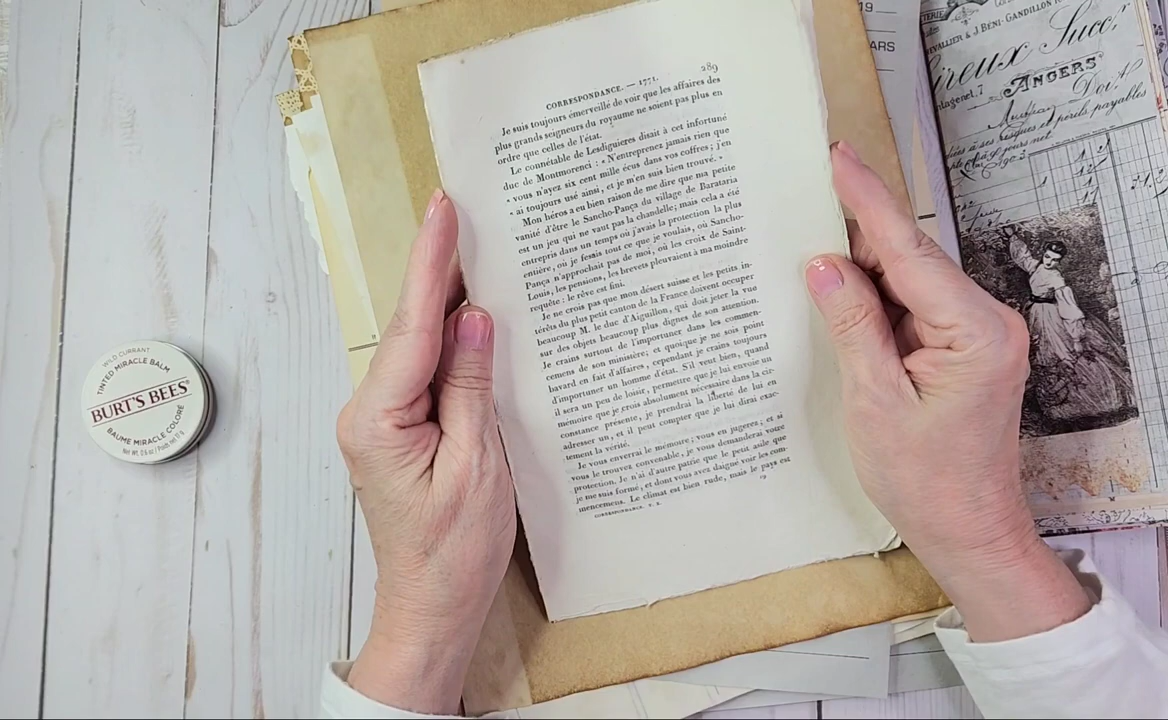 CORRESPONDANCE. — 1771. 289
Je suis toujours émerveillé de voir que les affaires des
plus grands seigneurs du royaume ne soient pas plus en
ordre que celles de l'état.
Le connétable de Lesdiguieres disait à cet infortuné
duc de Montmorenci : « N'entreprenez jamais rien que
« vous n'ayez six cent mille écus dans vos coffres ; j'en
« ai toujours usé ainsi, et je m'en suis bien trouvé. »
Mon héros a eu bien raison de me dire que ma petite
vanité d'être le Sancho-Pança du village de Barataria
est un jeu qui ne vaut pas la chandelle ; mais cela a été
entrepris dans un temps où j'avais la protection la plus
entière, où je fesais tout ce que je voulais, où Sancho-
Pança n'approchait pas de moi, où les croix de Saint-
Louis, les pensions, les brevets pleuvaient à ma moindre
requête : le rêve est fini.
Je ne crois pas que mon désert suisse et les petits in-
térêts du plus petit canton de la France doivent occuper
beaucoup M. le duc d'Aiguillon, qui doit jeter la vue
sur des objets beaucoup plus dignes de son attention.
Je crains surtout de l'importuner dans les commen-
cemens de son ministère ; et quoique je ne sois point
bavard en fait d'affaires, cependant je crains toujours
d'importuner un homme d'état. S'il veut bien, quand
il sera un peu de loisir, permettre que je lui envoie un
mémoire que je crois absolument nécessaire dans la cir-
constance présente, je prendrai la liberté de lui en
adresser un, et il peut compter que je lui dirai exac-
tement la vérité.
Je vous enverrai le mémoire ; vous en jugerez, et si
vous le trouvez convenable, je vous demanderai votre
protection. Je n'ai d'autre patrie que le petit asile que
je me suis formé, et dont vous avez daigné voir les com-
mencemens. Le climat est bien rude, mais le pays est
CORRESPONDANCE. T. X. 19
WILD CURRANT
TINTED MIRACLE BALM
BURT'S BEES
BAUME MIRACLE COLORÉ
19
ARS
CHEVALLIER & J BÉNI-GANDILLON
Succ
ANGERS
Doit
ses risques et périls, payables